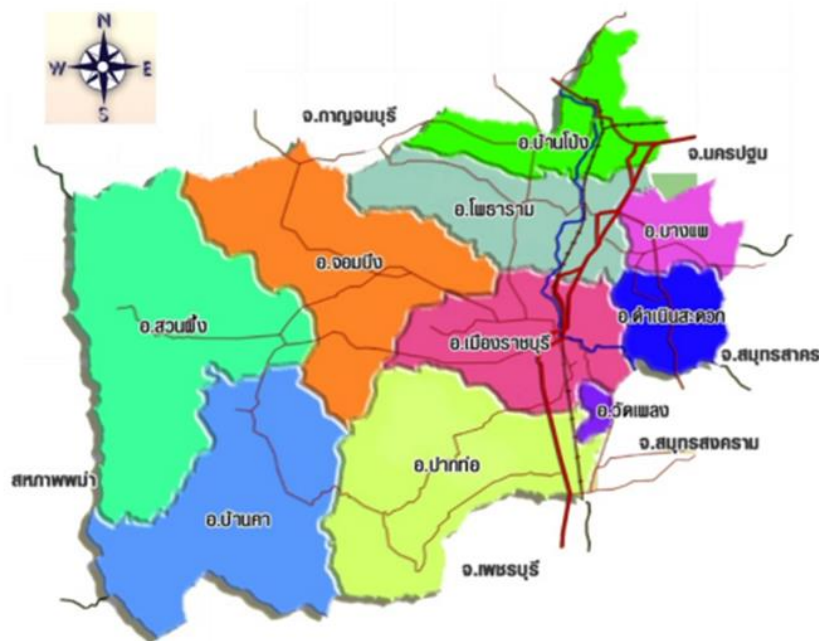 N
W E
S
จ.กาญจนบุรี
อ.บ้านโป่ง
จ.นครปฐม
อ.โพธาราม
อ.บางแพ
อ.จอมบึง
อ.สวนผึ้ง
อ.ดำเนินสะดวก
อ.เมืองราชบุรี
จ.สมุทรสาคร
อ.วัดเพลง
จ.สมุทรสงคราม
อ.ปากท่อ
สหภาพพม่า
อ.บ้านคา
จ.เพชรบุรี